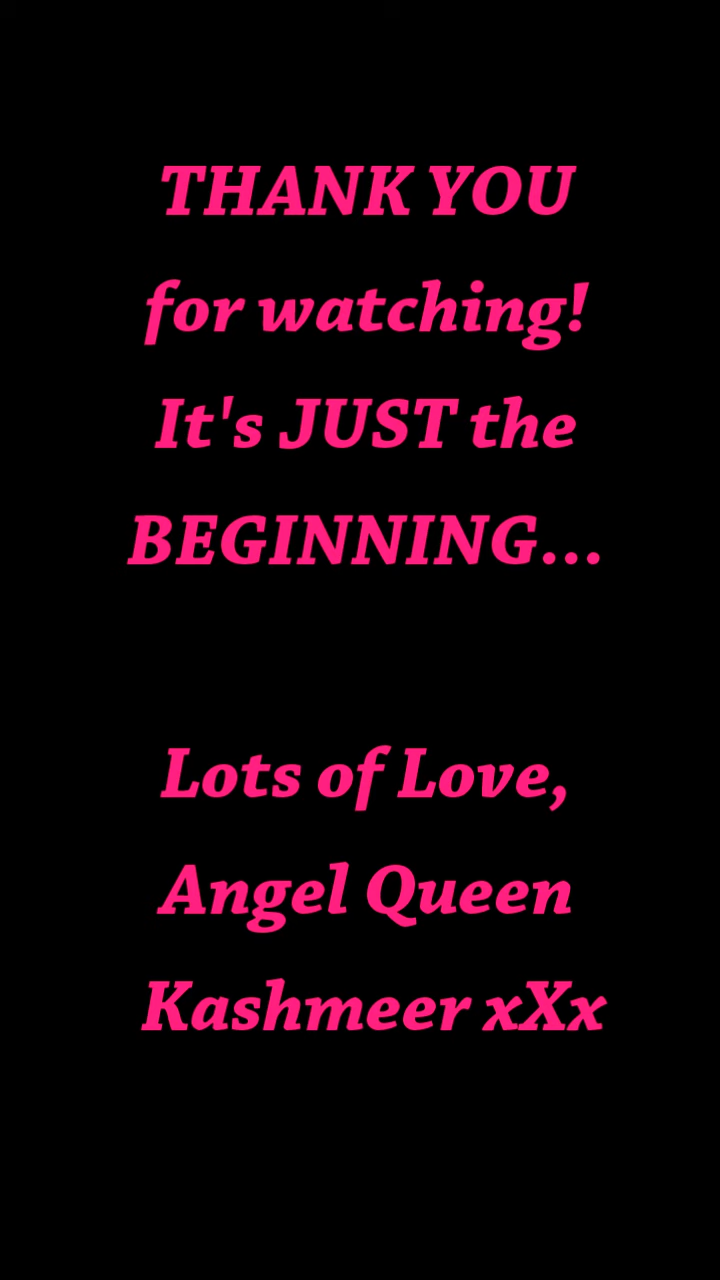 THANK YOU
for watching!
It's JUST the
BEGINNING...
Lots of Love,
Angel Queen
Kashmeer xXx